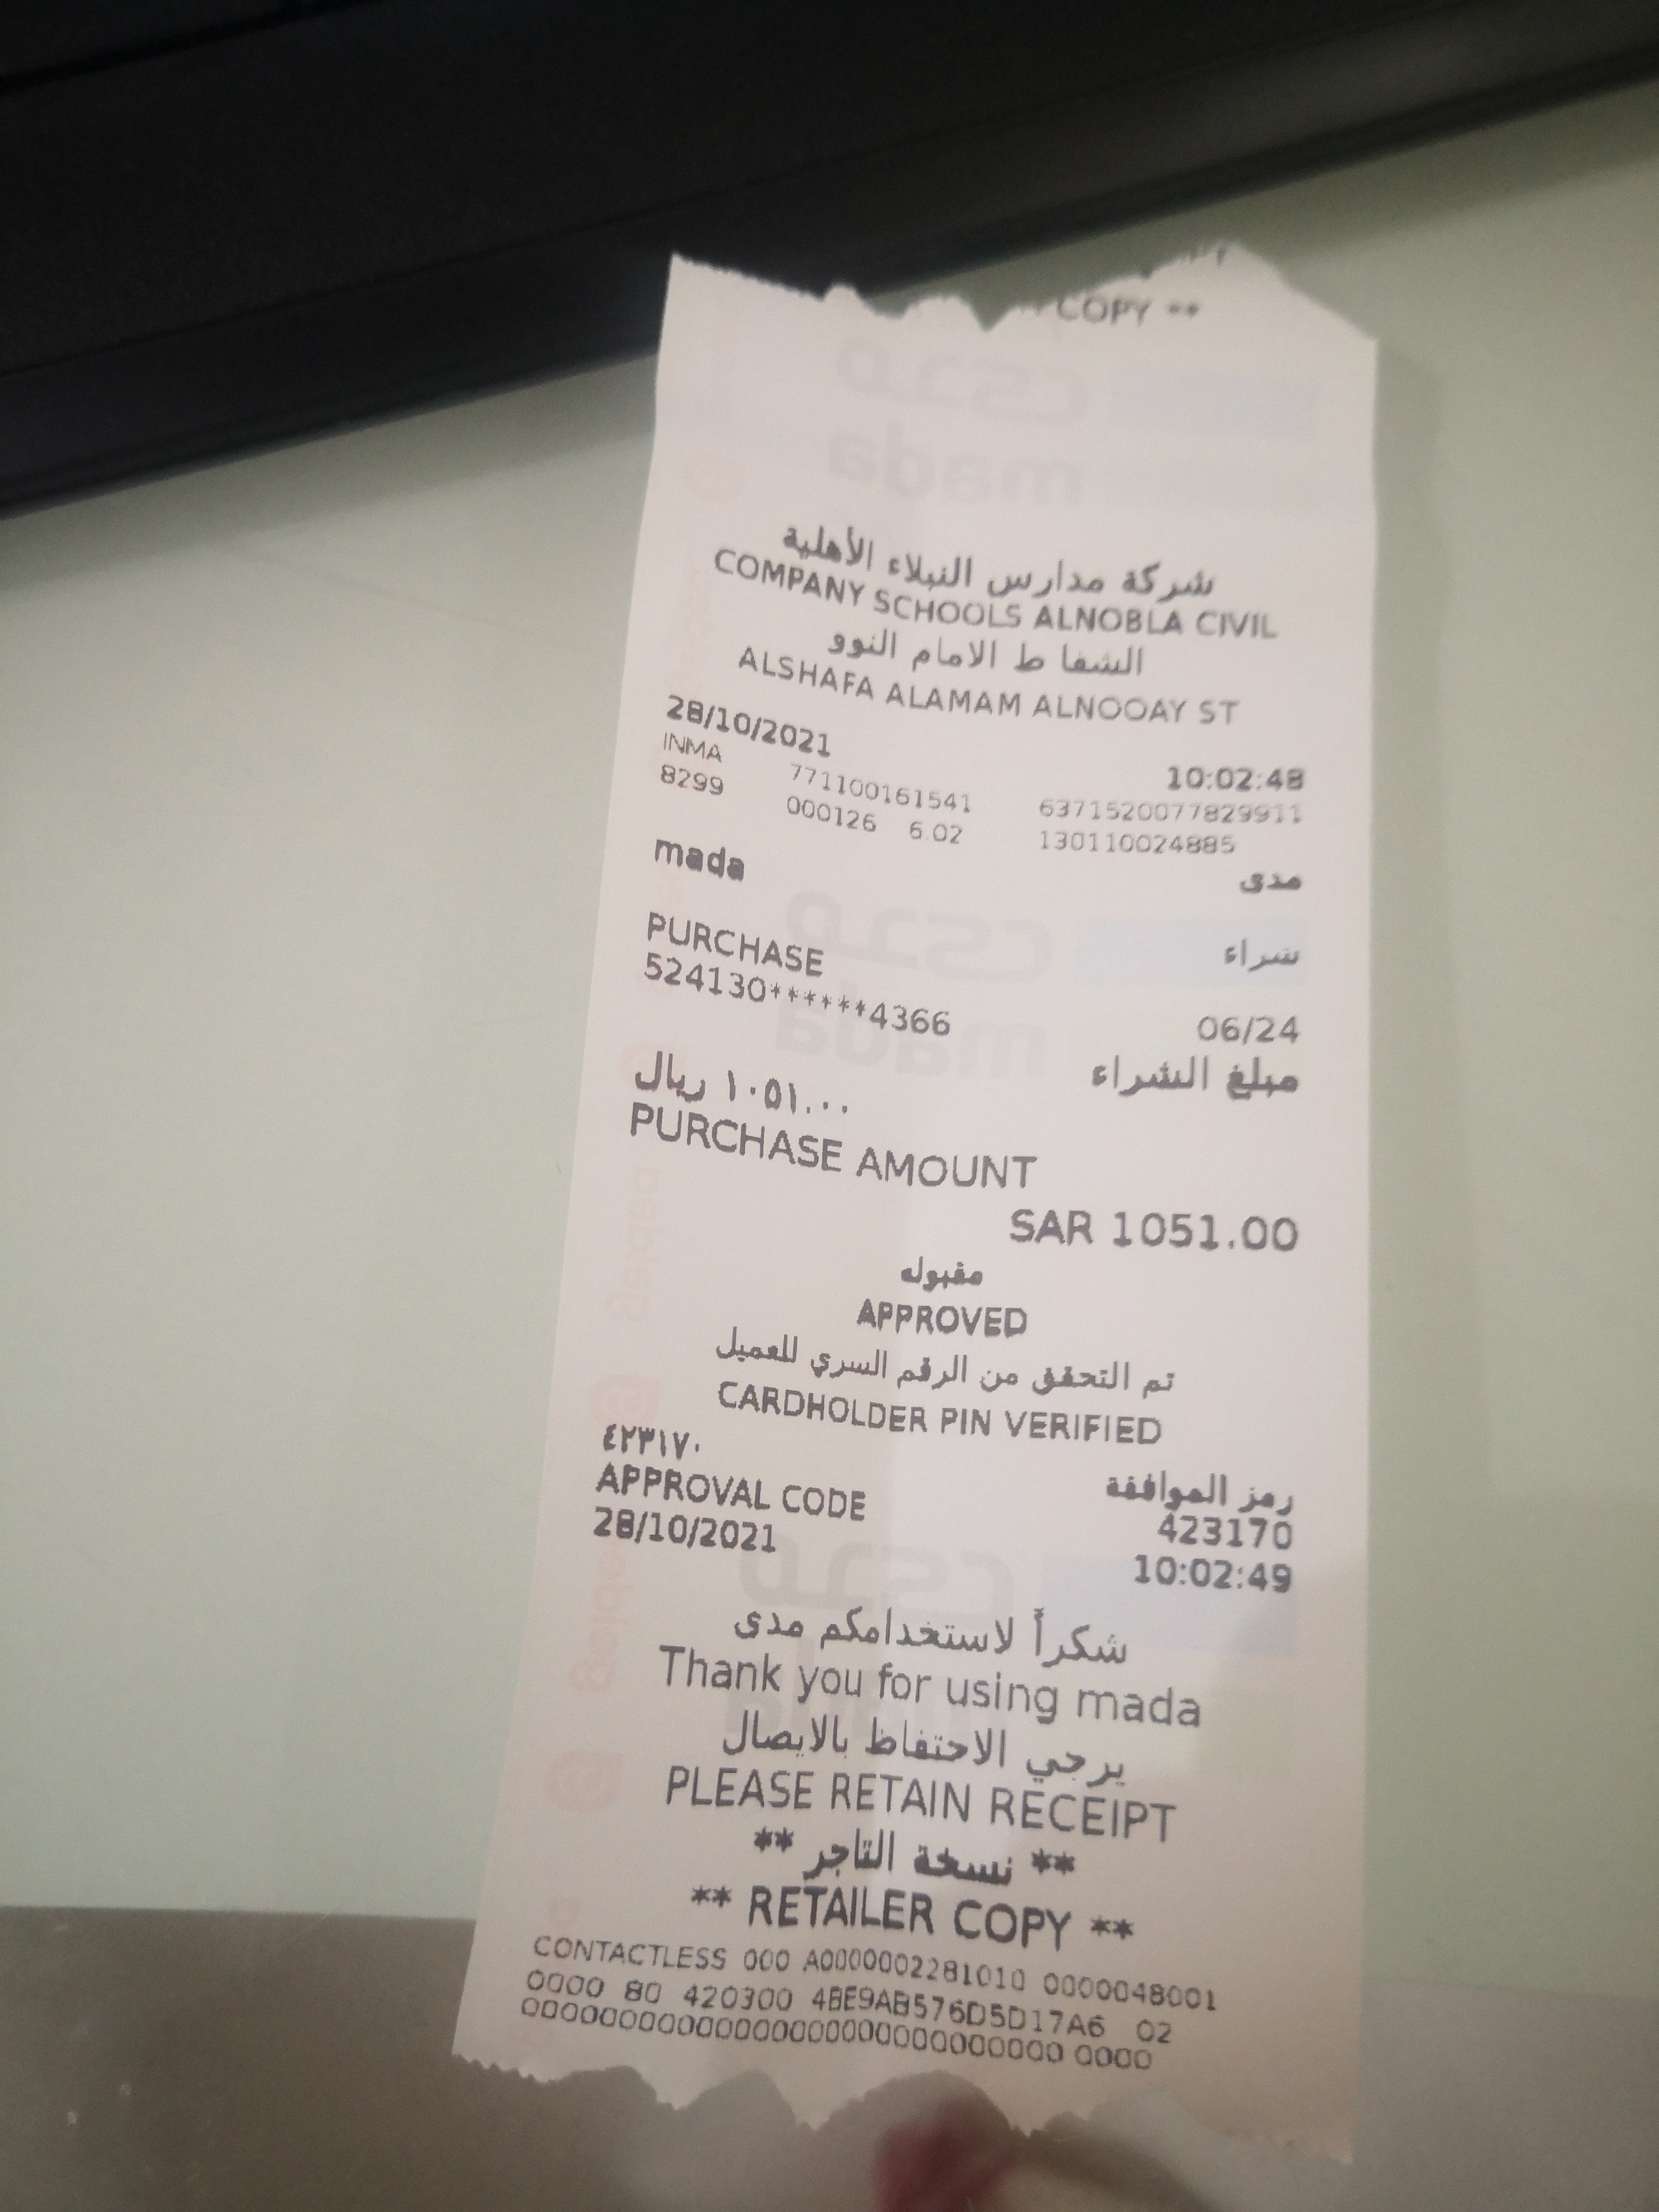 COPY **
شركة مدارس النبلاء الأهلية
COMPANY SCHOOLS ALNOBLA CIVIL
الشفا ط الامام النوو
ALSHAFA ALAMAM ALNOOAY ST
28/10/2021 10:02:48
INMA 771100161541 6371520077829911
8299 000126 6.02 130110024885
mada مدى
PURCHASE شراء
524130******4366 06/24
مبلغ الشراء ١٠٥١.٠٠ ريال
PURCHASE AMOUNT
SAR 1051.00
مقبوله
APPROVED
تم التحقق من الرقم السري للعميل
CARDHOLDER PIN VERIFIED
رمز الموافقة ٤٢٣١٧٠
APPROVAL CODE 423170
28/10/2021 10:02:49
شكراً لاستخدامكم مدى
Thank you for using mada
يرجي الاحتفاظ بالايصال
PLEASE RETAIN RECEIPT
** نسخة التاجر **
** RETAILER COPY **
CONTACTLESS 000 A0000002281010 0000048001
0000 80 420300 4BE9AB576D5D17A6 02